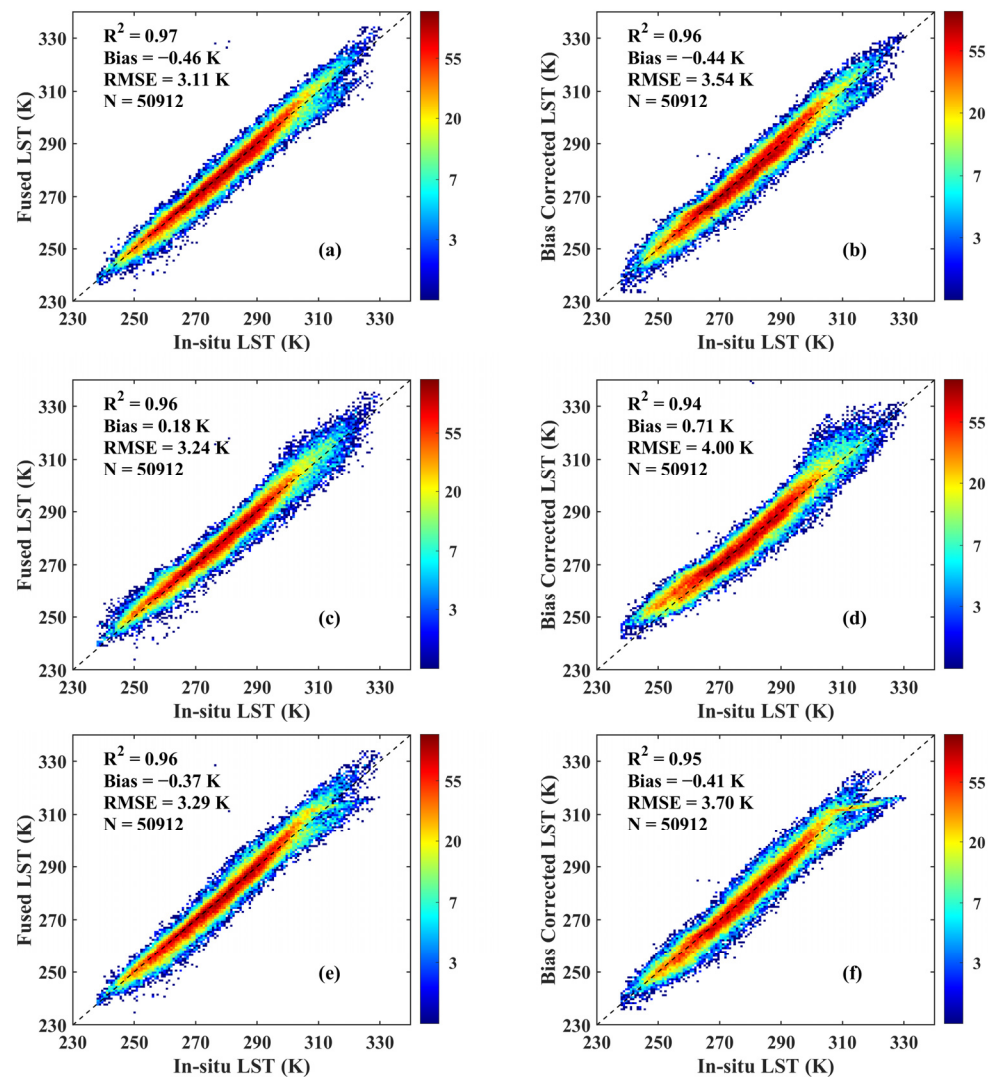 R² = 0.97
Bias = −0.46 K
RMSE = 3.11 K
N = 50912
(a)
Fused LST (K)
330
310
290
270
250
230
230 250 270 290 310 330
In-situ LST (K)
55
20
7
3
R² = 0.96
Bias = −0.44 K
RMSE = 3.54 K
N = 50912
(b)
Bias Corrected LST (K)
330
310
290
270
250
230
230 250 270 290 310 330
In-situ LST (K)
55
20
7
3
R² = 0.96
Bias = 0.18 K
RMSE = 3.24 K
N = 50912
(c)
Fused LST (K)
330
310
290
270
250
230
230 250 270 290 310 330
In-situ LST (K)
55
20
7
3
R² = 0.94
Bias = 0.71 K
RMSE = 4.00 K
N = 50912
(d)
Bias Corrected LST (K)
330
310
290
270
250
230
230 250 270 290 310 330
In-situ LST (K)
55
20
7
3
R² = 0.96
Bias = −0.37 K
RMSE = 3.29 K
N = 50912
(e)
Fused LST (K)
330
310
290
270
250
230
230 250 270 290 310 330
In-situ LST (K)
55
20
7
3
R² = 0.95
Bias = −0.41 K
RMSE = 3.70 K
N = 50912
(f)
Bias Corrected LST (K)
330
310
290
270
250
230
230 250 270 290 310 330
In-situ LST (K)
55
20
7
3